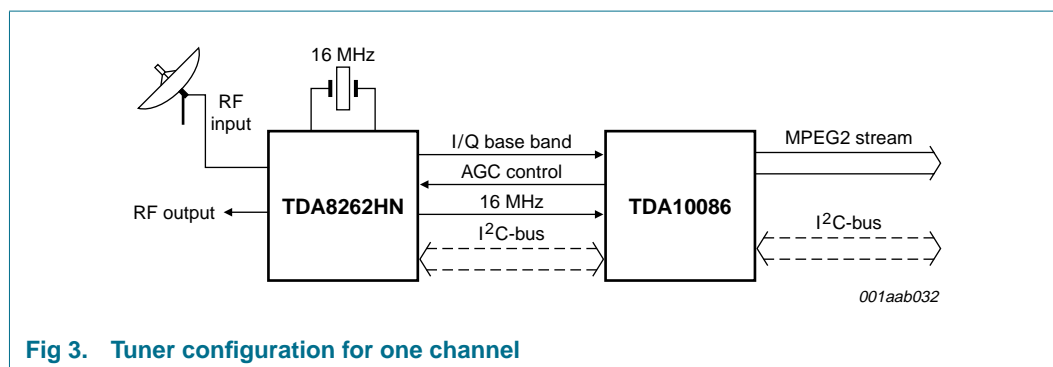 16 MHz
RF
input
I/Q base band
MPEG2 stream
AGC control
TDA8262HN
TDA10086
16 MHz
RF output
I²C-bus
I²C-bus
001aab032
Fig 3. Tuner configuration for one channel